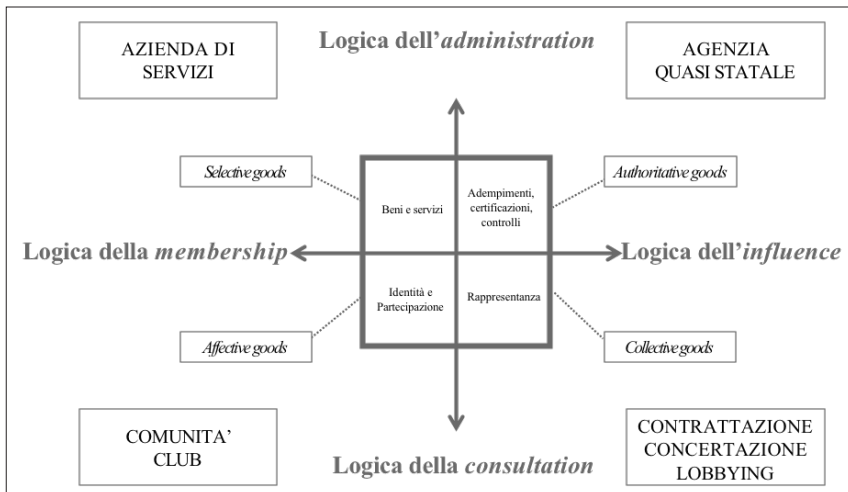 AZIENDA DI
SERVIZI
Logica dell’administration
AGENZIA
QUASI STATALE
Selective goods
Authoritative goods
Beni e servizi
Adempimenti,
certificazioni,
controlli
Logica della membership
Logica dell’influence
Identità e
Partecipazione
Rappresentanza
Affective goods
Collective goods
COMUNITA’
CLUB
Logica della consultation
CONTRATTAZIONE
CONCERTAZIONE
LOBBYING